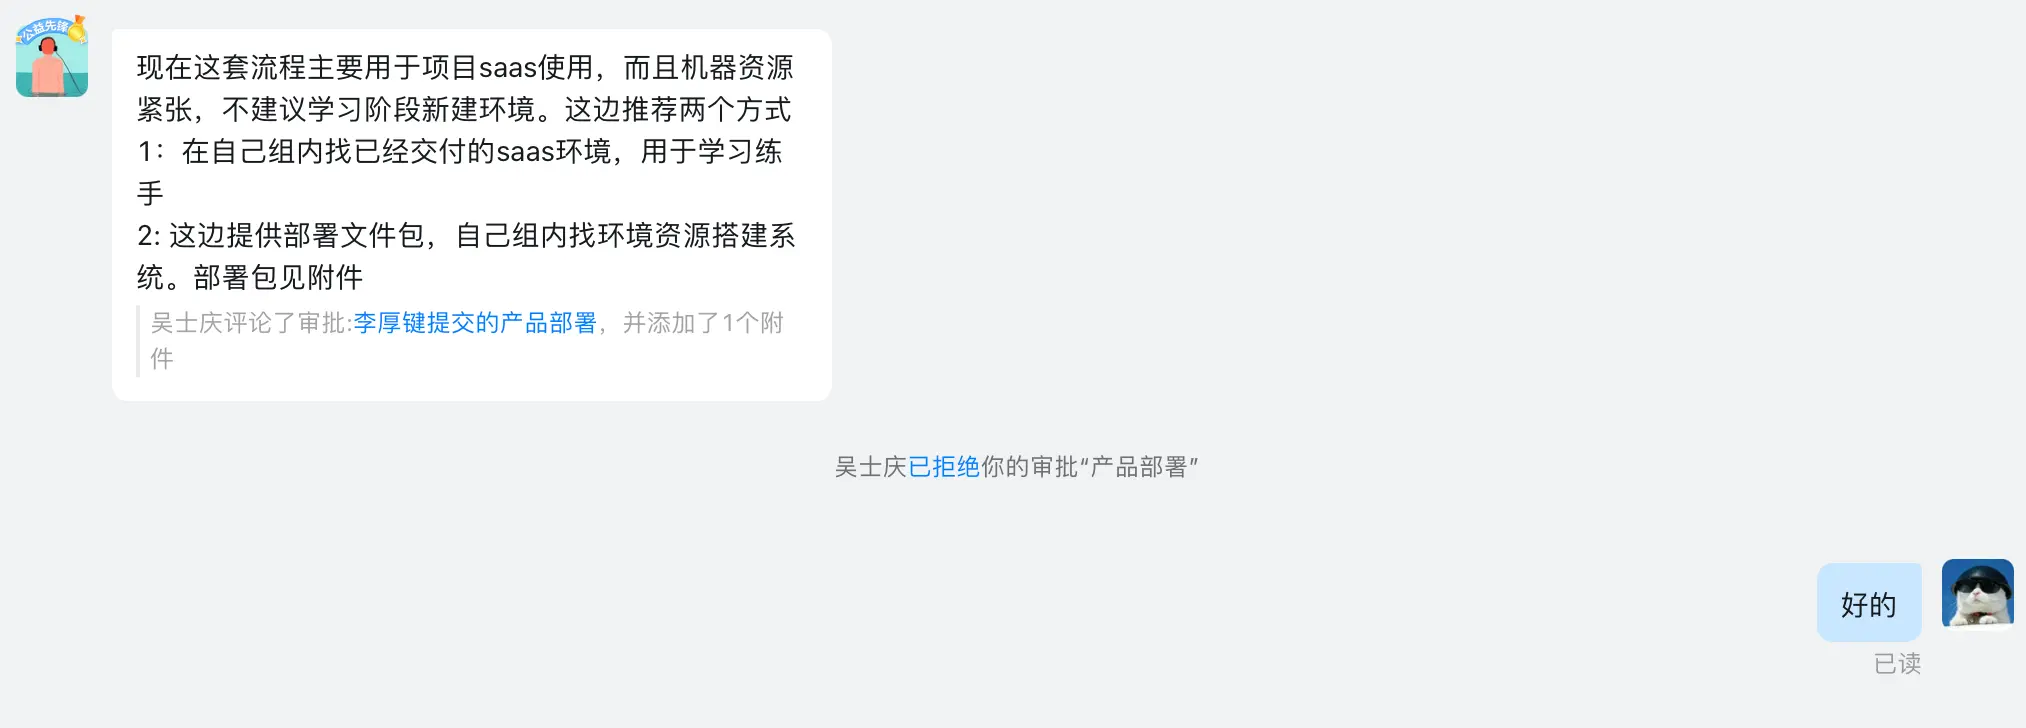 公益先锋
现在这套流程主要用于项目saas使用，而且机器资源
紧张，不建议学习阶段新建环境。这边推荐两个方式
1：在自己组内找已经交付的saas环境，用于学习练
手
2: 这边提供部署文件包，自己组内找环境资源搭建系
统。部署包见附件
吴士庆评论了审批:李厚键提交的产品部署，并添加了1个附
件
吴士庆已拒绝你的审批“产品部署”
好的
已读